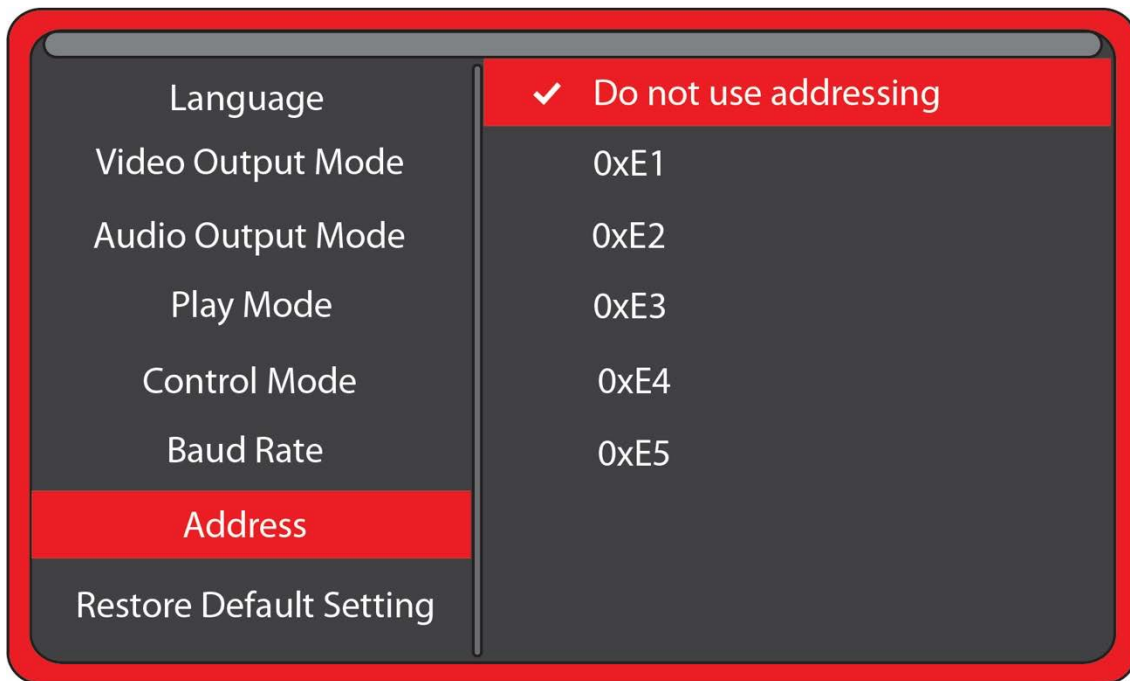 Language
Video Output Mode
Audio Output Mode
Play Mode
Control Mode
Baud Rate
Address
Restore Default Setting
Do not use addressing
0xE1
0xE2
0xE3
0xE4
0xE5